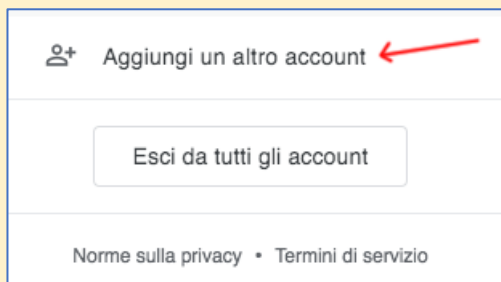 Aggiungi un altro account
Esci da tutti gli account
Norme sulla privacy • Termini di servizio